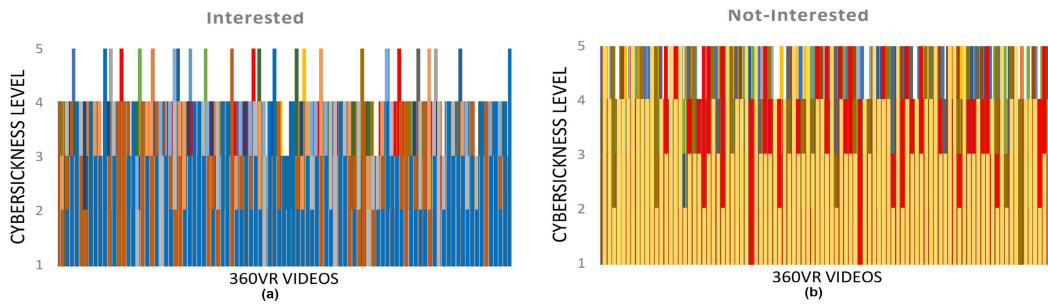 Interested
CYBERSICKNESS LEVEL
5
4
3
2
1
360VR VIDEOS
(a)
Not-Interested
CYBERSICKNESS LEVEL
5
4
3
2
1
360VR VIDEOS
(b)